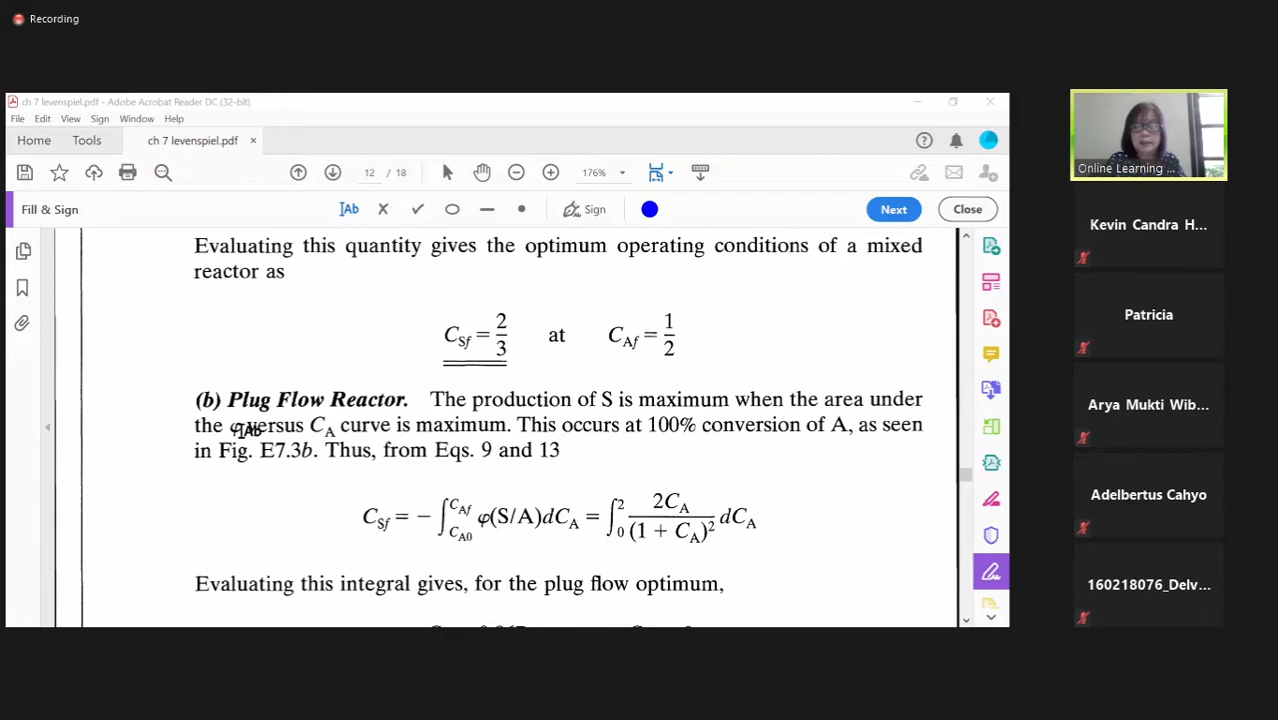 Recording
ch 7 levenspiel.pdf - Adobe Acrobat Reader DC (32-bit)
File Edit View Sign Window Help
Home Tools ch 7 levenspiel.pdf ×
12 / 18 176%
Fill & Sign Ab Sign Next Close
Evaluating this quantity gives the optimum operating conditions of a mixed
reactor as
C_Sf = 2/3 at C_Af = 1/2
(b) Plug Flow Reactor. The production of S is maximum when the area under
the φ versus C_A curve is maximum. This occurs at 100% conversion of A, as seen
in Fig. E7.3b. Thus, from Eqs. 9 and 13
C_Sf = − ∫_{C_A0}^{C_Af} φ(S/A)dC_A = ∫_0^2 2C_A/(1 + C_A)² dC_A
Evaluating this integral gives, for the plug flow optimum,
Online Learning ...
Kevin Candra H...
Patricia
Arya Mukti Wib...
Adelbertus Cahyo
160218076_Delv...